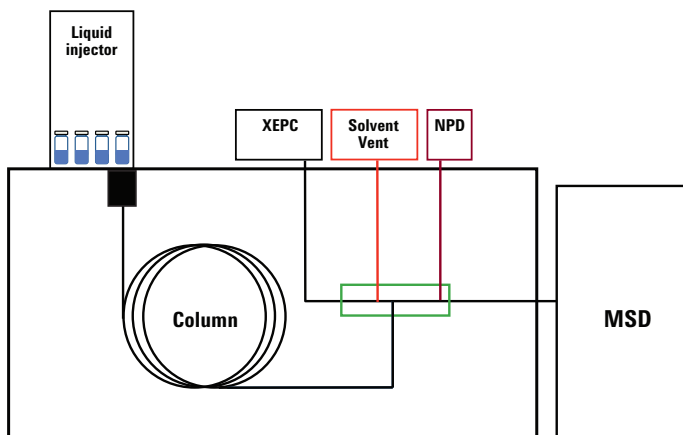 Liquid
injector
XEPC
Solvent
Vent
NPD
Column
MSD